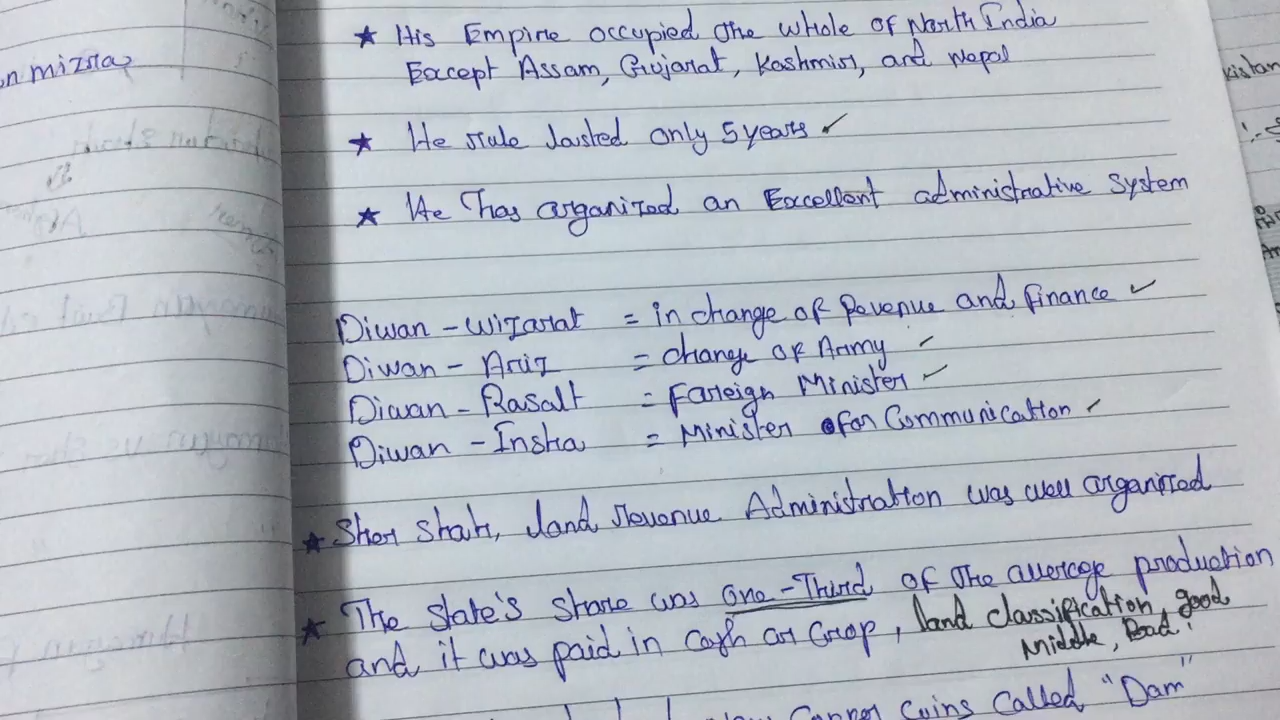 n mizra,
★ His Empire occupied the whole of North India
Except Assam, Gujarat, Kashmir, and Nepal
★ He rule lasted only 5 years ✓
★ He has organized an Excellent administrative System
Diwan - Wizarat = in change of Revenue and finance ✓
Diwan - Ariz = change of Army ✓
Diwan - Rasalt = Foreign Minister ✓
Diwan - Insha = Minister for Communication ✓
★ Sher Shah, land revenue Administration was well organized
★ The State's share was one-Third of the average production
and it was paid in cash or crop, land classification, good
Middle, Bad.
Copper Coins Called "Dam"
kistan